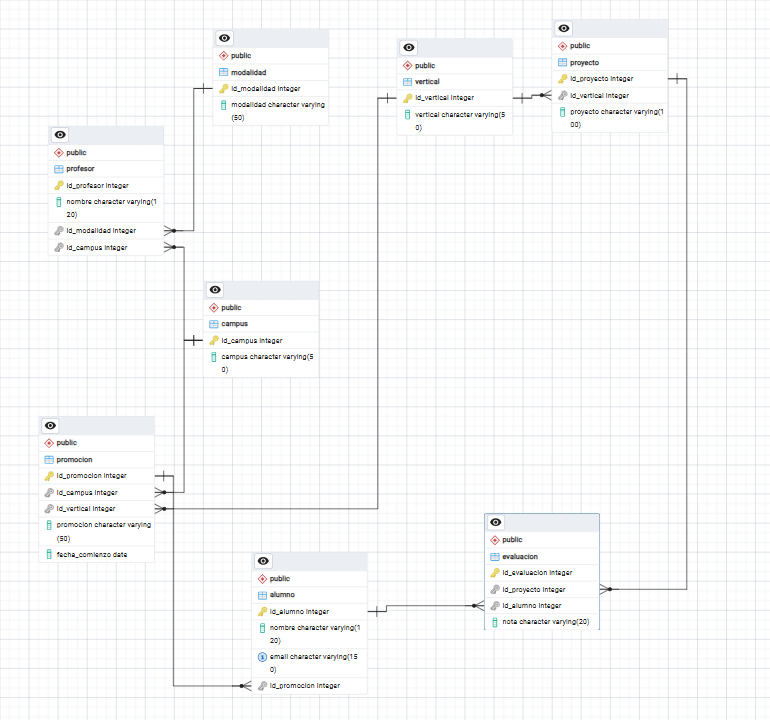 public
modalidad
id_modalidad integer
modalidad character varying
(50)
public
vertical
id_vertical integer
vertical character varying(5
0)
public
proyecto
id_proyecto integer
id_vertical integer
proyecto character varying(1
00)
public
profesor
id_profesor integer
nombre character varying(1
20)
id_modalidad integer
id_campus integer
public
campus
id_campus integer
campus character varying(5
0)
public
promocion
id_promocion integer
id_campus integer
id_vertical integer
promocion character varying
(50)
fecha_comienzo date
public
alumno
id_alumno integer
nombre character varying(1
20)
email character varying(15
0)
id_promocion integer
public
evaluacion
id_evaluacion integer
id_proyecto integer
id_alumno integer
nota character varying(20)